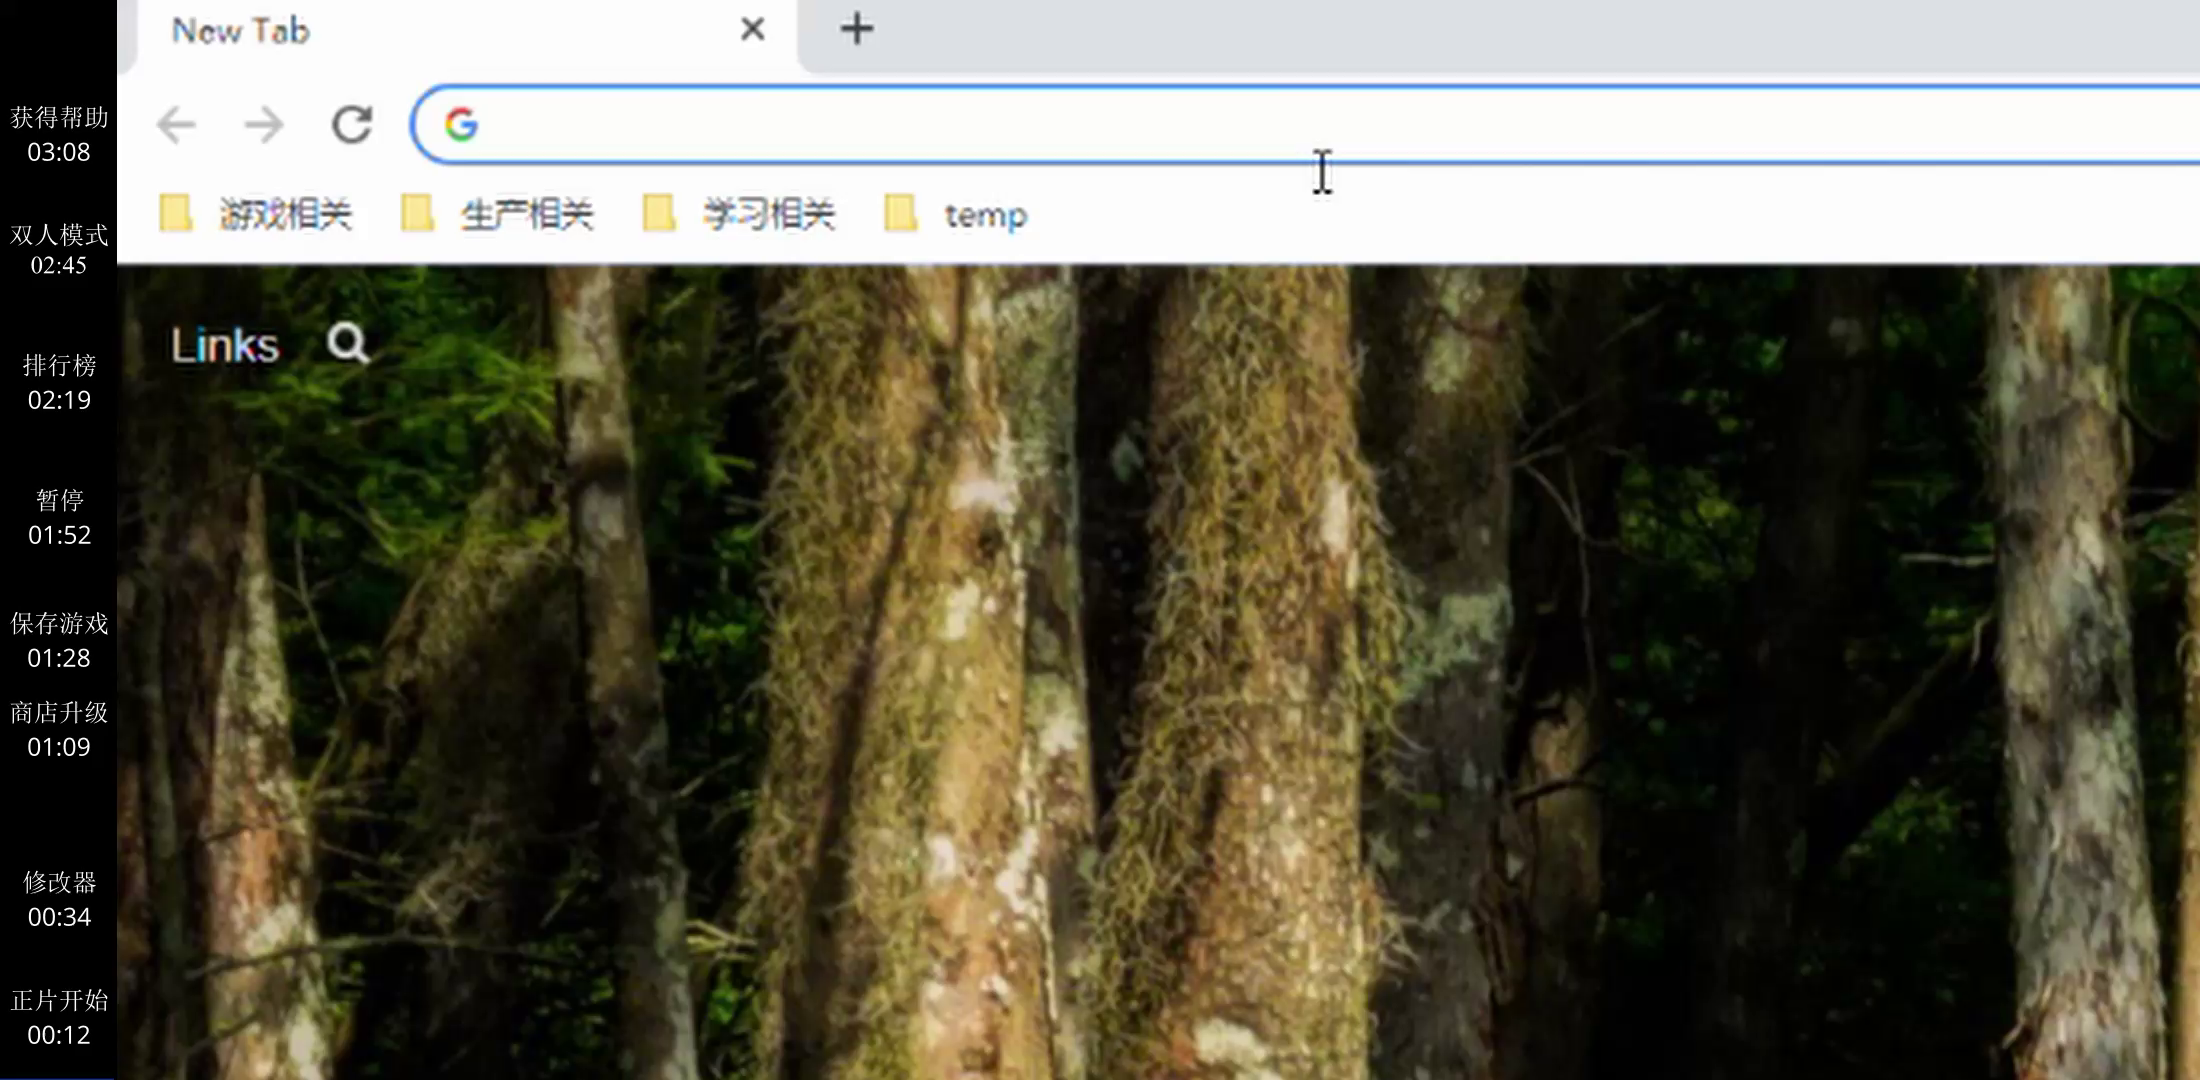 获得帮助
03:08
双人模式
02:45
排行榜
02:19
暂停
01:52
保存游戏
01:28
商店升级
01:09
修改器
00:34
正片开始
00:12
New Tab
游戏相关 生产相关 学习相关 temp
Links